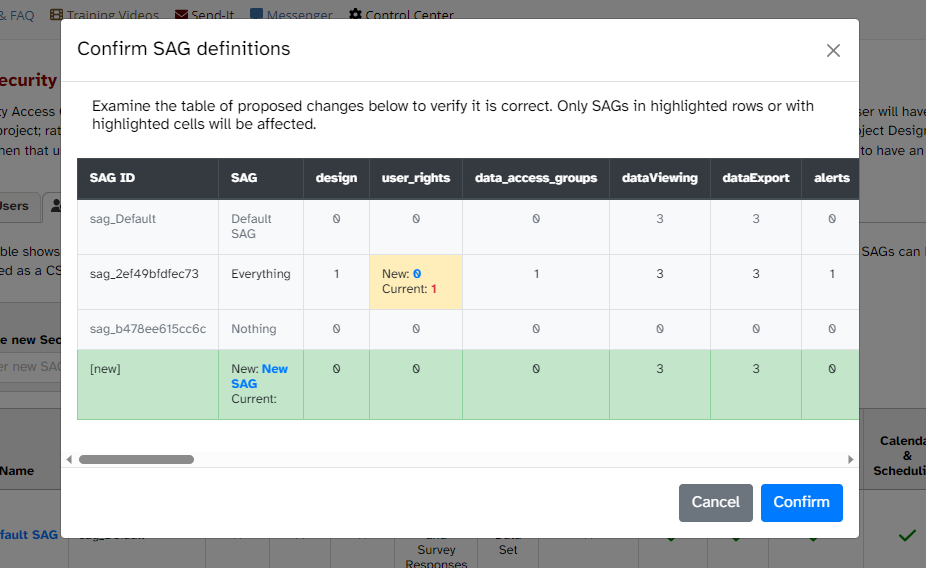 & FAQ Training Videos Send-It Messenger Control Center
Confirm SAG definitions
ecurity
Examine the table of proposed changes below to verify it is correct. Only SAGs in highlighted rows or with
highlighted cells will be affected.
ty Access
ser will have
project; rat
oject Design
hen that u
to have an
SAG ID SAG design user_rights data_access_groups dataViewing dataExport alerts
sers
sag_Default Default SAG 0 0 0 3 3 0
ble shows
SAGs can
ed as a CS
sag_2ef49bfdfec73 Everything 1 New: 0 Current: 1 1 3 3 1
sag_b478ee615cc6c Nothing 0 0 0 0 0 0
e new Sec
er new SAG
[new] New: New SAG Current: 0 0 0 3 3 0
Name
Calenda
&
Scheduli
Cancel Confirm
fault SAG
and
Survey
Responses
Data
Set